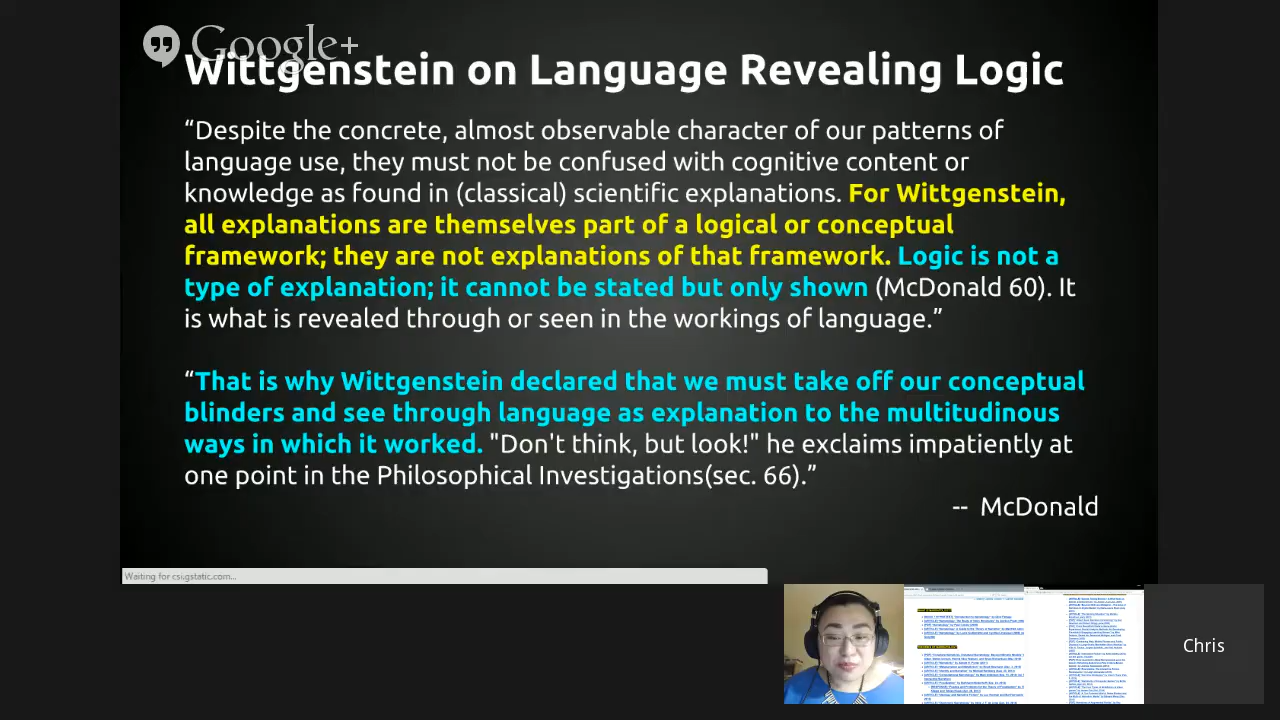 Google+
Wittgenstein on Language Revealing Logic
“Despite the concrete, almost observable character of our patterns of
language use, they must not be confused with cognitive content or
knowledge as found in (classical) scientific explanations. For Wittgenstein,
all explanations are themselves part of a logical or conceptual
framework; they are not explanations of that framework. Logic is not a
type of explanation; it cannot be stated but only shown (McDonald 60). It
is what is revealed through or seen in the workings of language.”
“That is why Wittgenstein declared that we must take off our conceptual
blinders and see through language as explanation to the multitudinous
ways in which it worked. "Don't think, but look!" he exclaims impatiently at
one point in the Philosophical Investigations(sec. 66).”
-- McDonald
Waiting for csi.gstatic.com...
Chris